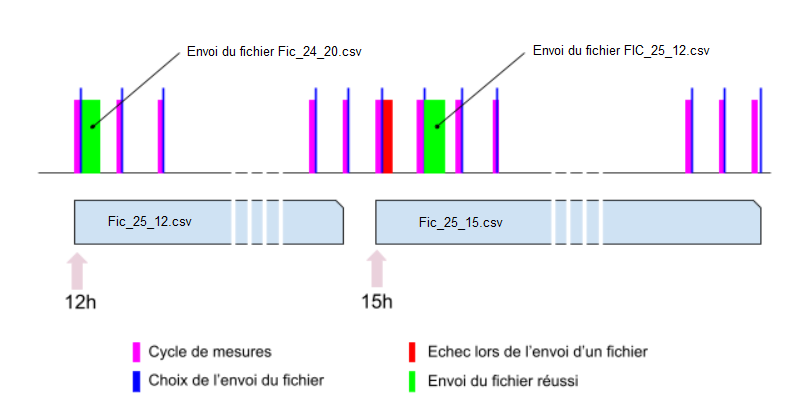 Envoi du fichier Fic_24_20.csv
Envoi du fichier FIC_25_12.csv
Fic_25_12.csv
Fic_25_15.csv
12h
15h
Cycle de mesures
Echec lors de l'envoi d'un fichier
Choix de l'envoi du fichier
Envoi du fichier réussi